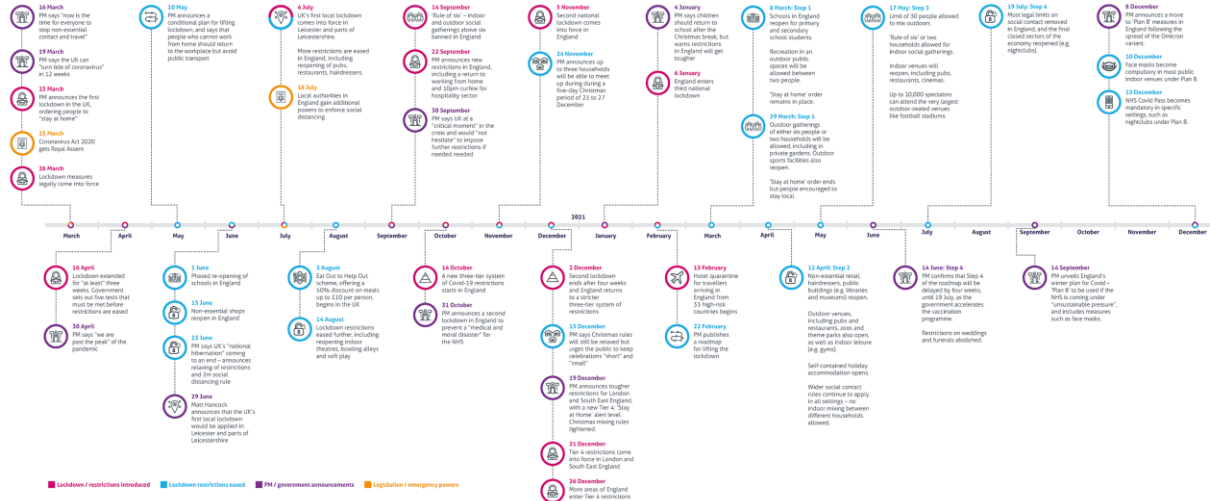 16 March
PM says "now is the
time for everyone to
stop non-essential
contact and travel"
19 March
PM says the UK can
"turn tide of coronavirus"
in 12 weeks
23 March
PM announces the first
lockdown in the UK,
ordering people to
"stay at home"
25 March
Coronavirus Act 2020
gets Royal Assent
26 March
Lockdown measures
legally come into force
10 May
PM announces a
conditional plan for lifting
lockdown, and says that
people who cannot work
from home should return
to the workplace but avoid
public transport
4 July
UK's first local lockdown
comes into force in
Leicester and parts of
Leicestershire.
More restrictions are eased
in England, including
reopening of pubs,
restaurants, hairdressers.
18 July
Local authorities in
England gain additional
powers to enforce social
distancing
14 September
'Rule of six' – indoor
and outdoor social
gatherings above six
banned in England
22 September
PM announces new
restrictions in England,
including a return to
working from home and
10pm curfew for
hospitality sector
30 September
PM says UK at a
"critical moment" in the
crisis and would "not
hesitate" to impose
further restrictions if
needed needed
5 November
Second national
lockdown comes
into force in England
24 November
PM announces up
to three households
will be able to meet
up during during a
five-day Christmas
period of 23 to 27
December
4 January
PM says children
should return to
school after the
Christmas break, but
warns restrictions
in England will get
tougher
6 January
England enters
third national
lockdown
8 March: Step 1
Schools in England
reopen for primary
and secondary
school students.
Recreation in an
outdoor public
spaces will be allowed
between two
people.
'Stay at home' order
remains in place.
29 March: Step 1
Outdoor gatherings
of either six people or
two households will be
allowed, including in
private gardens. Outdoor
sports facilities also
reopen.
'Stay at home' order ends
but people encouraged to
stay local.
17 May: Step 3
Limit of 30 people allowed
to mix outdoors.
'Rule of six' or two
households allowed for
indoor social gatherings.
Indoor venues will
reopen, including pubs,
restaurants, cinemas.
Up to 10,000 spectators
can attend the very largest
outdoor-seated venues
like football stadiums.
19 July: Step 4
Most legal limits on
social contact removed
in England, and the
final closed sectors of the
economy reopened (e.g.
nightclubs).
8 December
PM announces a move
to 'Plan B' measures in
England following the
spread of the Omicron
variant.
10 December
Face masks become
compulsory in most public
indoor venues under Plan B.
15 December
NHS Covid Pass becomes
mandatory in specific
settings, such as
nightclubs under Plan B.
2021
March April May June July August September October November December January February March April May June July August September October November December
16 April
Lockdown extended
for "at least" three
weeks. Government
sets out five tests that
must be met before
restrictions are eased
30 April
PM says "we are
past the peak" of the
pandemic
1 June
Phased re-opening of
schools in England
15 June
Non-essential shops
reopen in England
23 June
PM says UK's "national
hibernation" coming
to an end – announces
relaxing of restrictions
and 2m social
distancing rule
29 June
Matt Hancock
announces that the UK's
first local lockdown
would be applied in
Leicester and parts of
Leicestershire
3 August
Eat Out to Help Out
scheme, offering a
50% discount on meals
up to £10 per person,
begins in the UK
14 August
Lockdown restrictions
eased further, including
reopening indoor
theatres, bowling alleys
and soft play
14 October
A new three-tier system
of Covid-19 restrictions
starts in England
31 October
PM announces a second
lockdown in England to
prevent a "medical and
moral disaster" for
the NHS
2 December
Second lockdown
ends after four weeks
and England returns
to a stricter
three-tier system of
restrictions
15 December
PM says Christmas rules
will still be relaxed but
urges the public to keep
celebrations "short" and
"small"
19 December
PM announces tougher
restrictions for London
and South East England,
with a new Tier 4: 'Stay
at Home' alert level.
Christmas mixing rules
tightened.
21 December
Tier 4 restrictions come
into force in London and
South East England
26 December
More areas of England
enter Tier 4 restrictions
15 February
Hotel quarantine
for travellers
arriving in
England from
33 high-risk
countries begins
22 February
PM publishes
a roadmap
for lifting the
lockdown
12 April: Step 2
Non-essential retail,
hairdressers, public
buildings (e.g. libraries
and museums) reopen.
Outdoor venues,
including pubs and
restaurants, zoos and
theme parks also open,
as well as indoor leisure
(e.g. gyms).
Self-contained holiday
accommodation opens.
Wider social contact
rules continue to apply
in all settings – no
indoor mixing between
different households
allowed.
14 June: Step 4
PM confirms that Step 4
of the roadmap will be
delayed by four weeks,
until 19 July, as the
government accelerates
the vaccination
programme.
Restrictions on weddings
and funerals abolished.
14 September
PM unveils England's
winter plan for Covid –
'Plan B' to be used if the
NHS is coming under
"unsustainable pressure",
and includes measures
such as face masks.
Lockdown / restrictions introduced Lockdown restrictions eased PM / government announcements Legislation / emergency powers